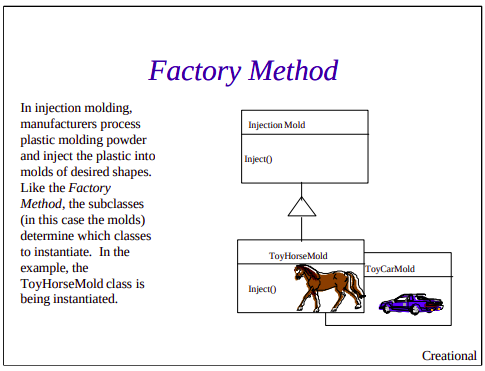 Factory Method
In injection molding,
manufacturers process
plastic molding powder
and inject the plastic into
molds of desired shapes.
Like the Factory
Method, the subclasses
(in this case the molds)
determine which classes
to instantiate. In the
example, the
ToyHorseMold class is
being instantiated.
Injection Mold
Inject()
ToyHorseMold
Inject()
ToyCarMold
Creational